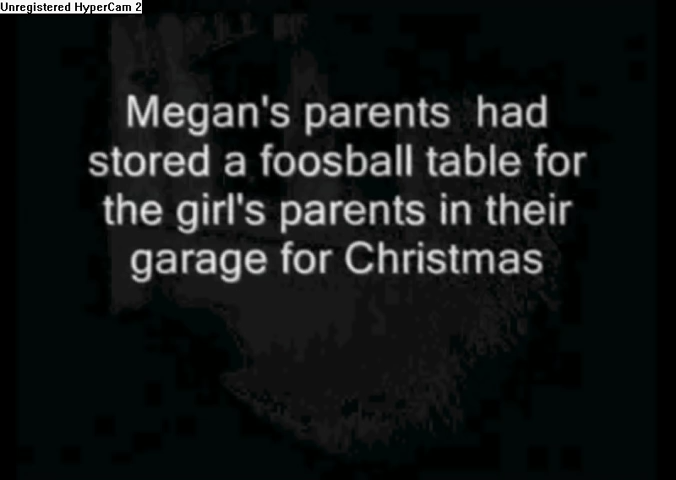 Unregistered HyperCam 2
Megan's parents had
stored a foosball table for
the girl's parents in their
garage for Christmas